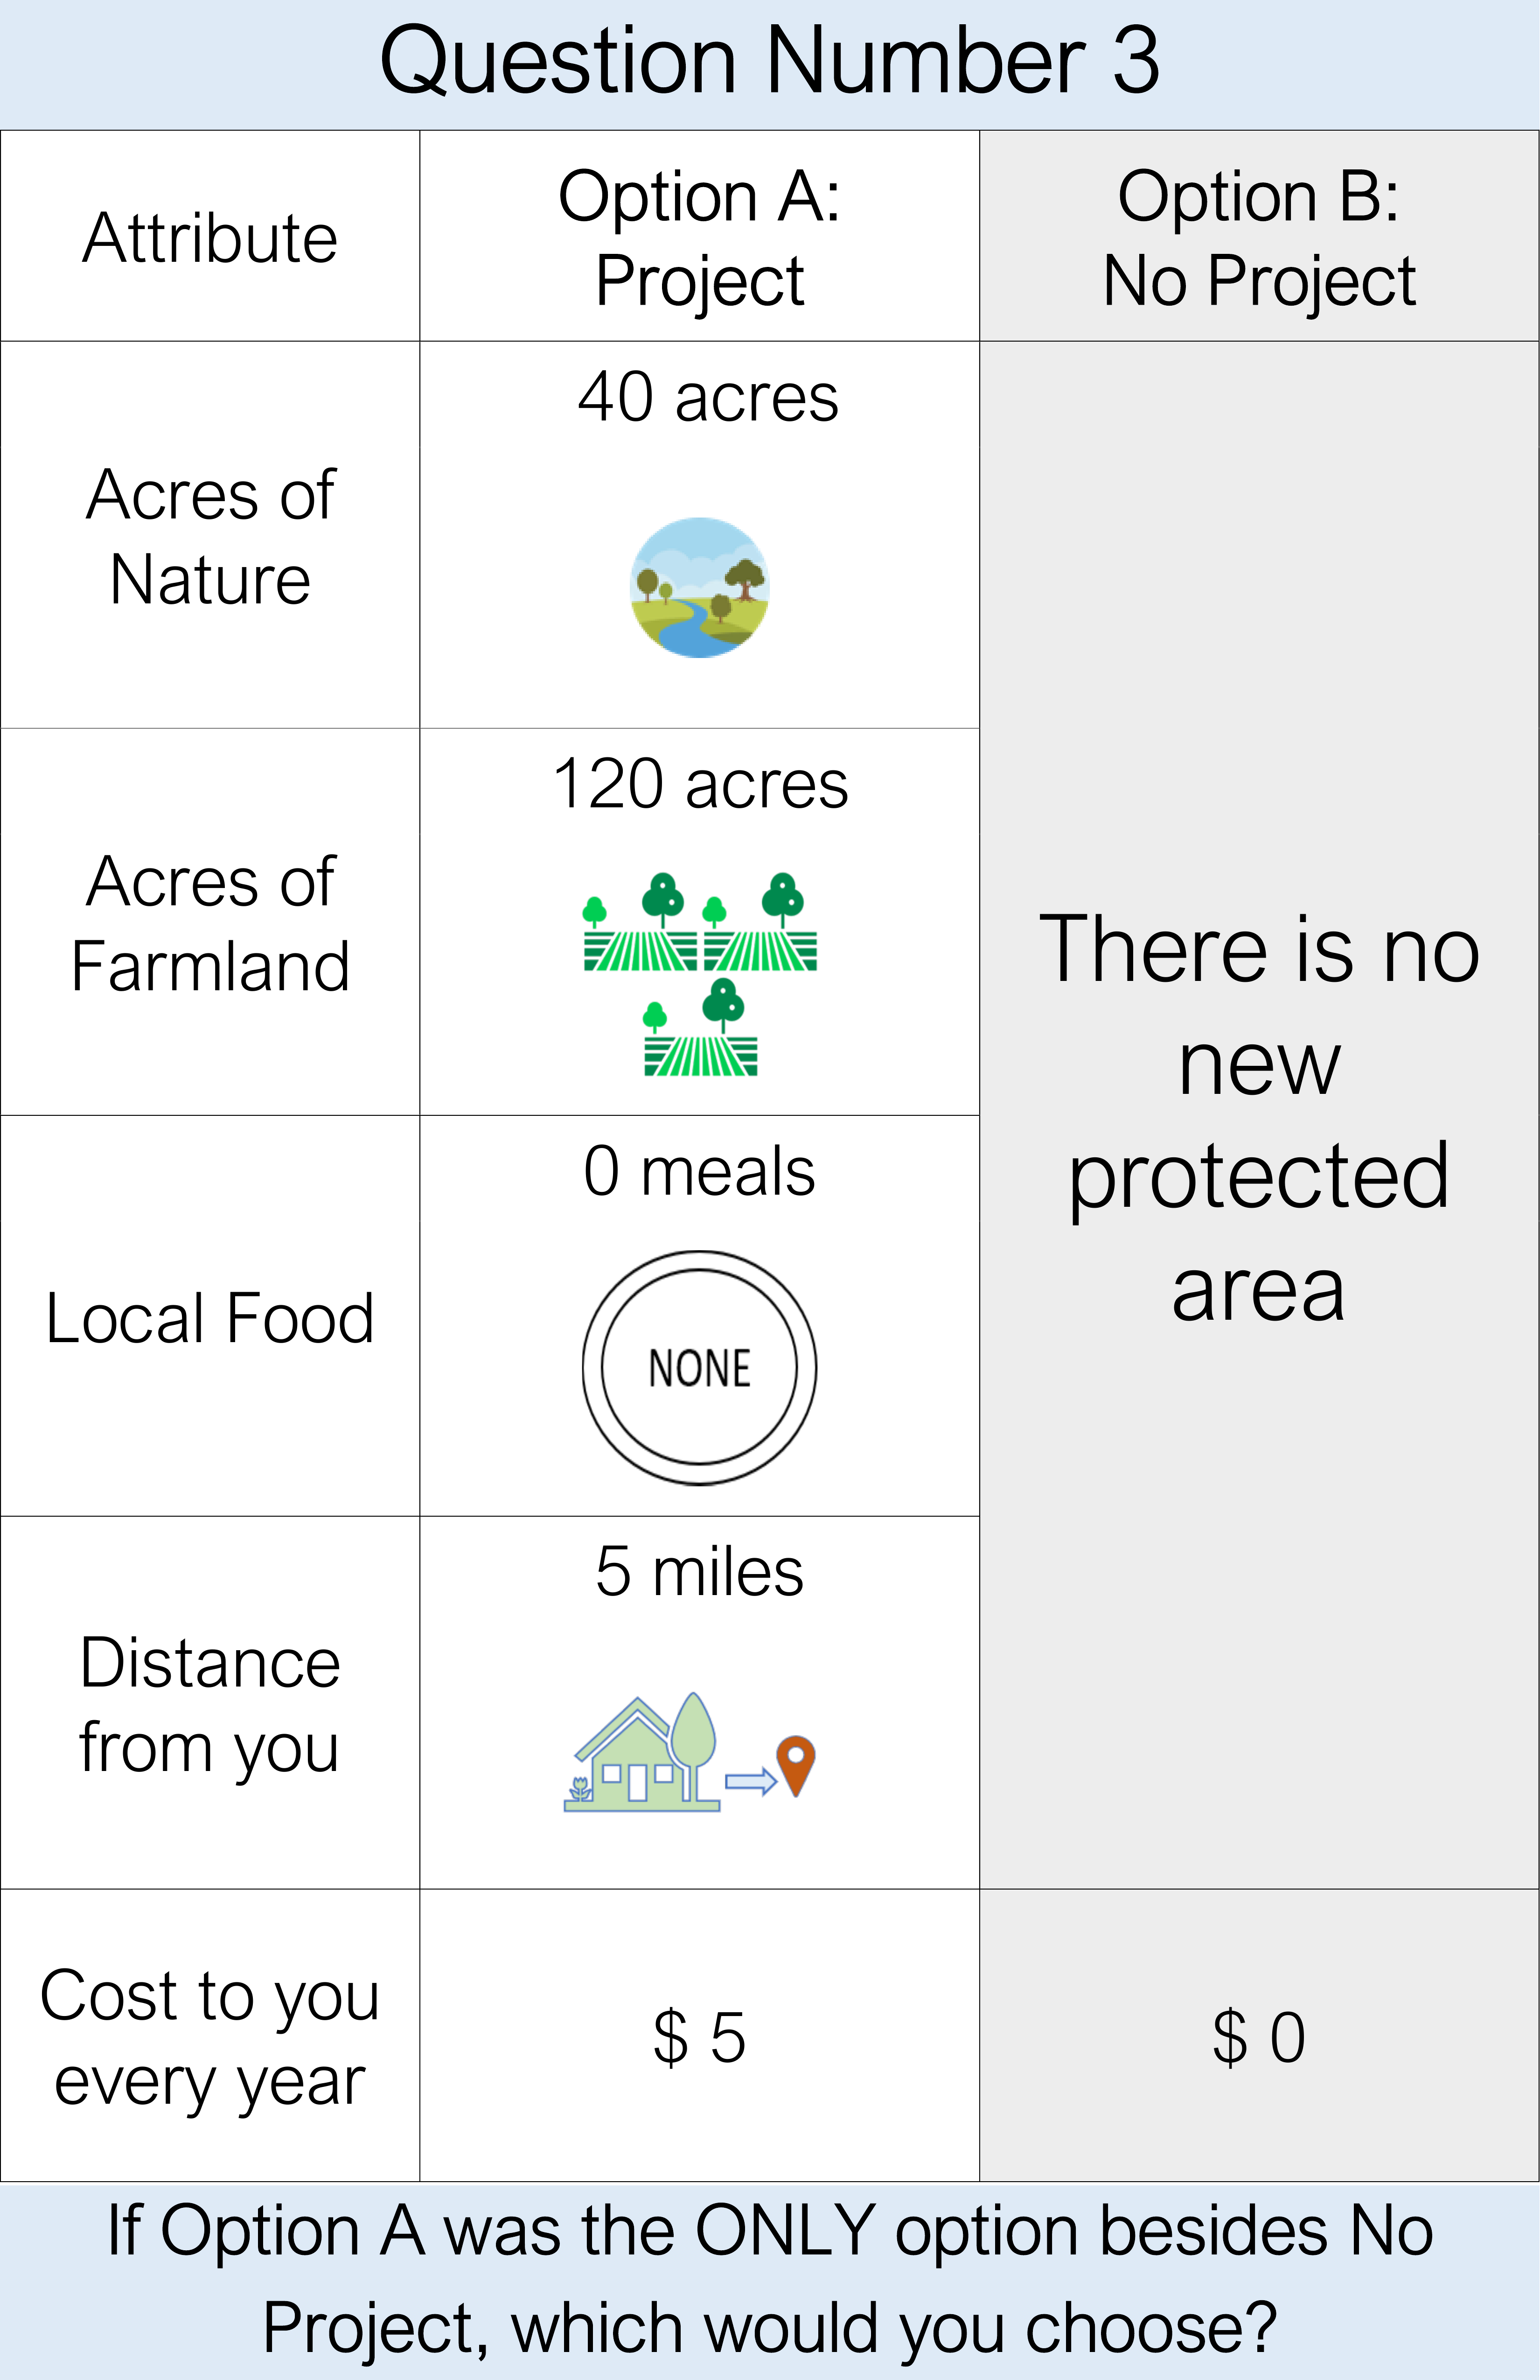 Question Number 3
Attribute
Option A:
Project
Option B:
No Project
Acres of
Nature
40 acres
Acres of
Farmland
120 acres
Local Food
0 meals
NONE
Distance
from you
5 miles
There is no
new
protected
area
Cost to you
every year
$ 5
$ 0
If Option A was the ONLY option besides No
Project, which would you choose?